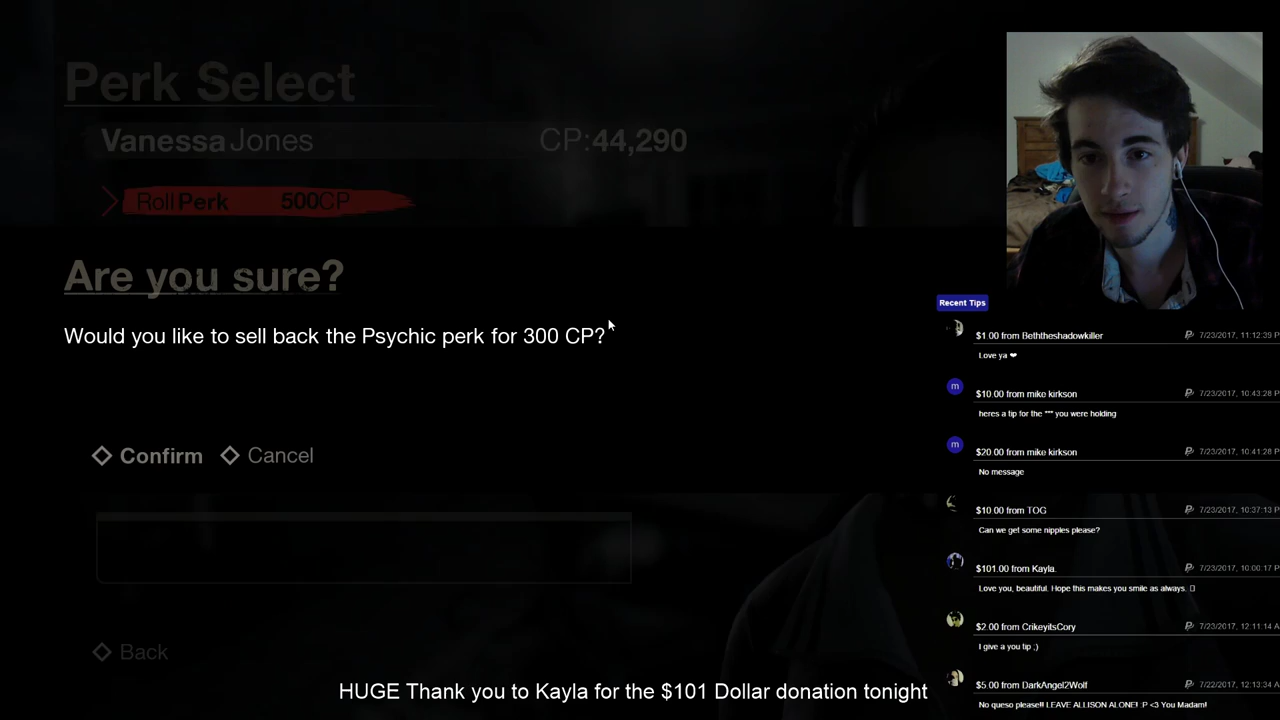 Perk Select
Vanessa Jones CP:44,290
Roll Perk 500CP
Are you sure?
Would you like to sell back the Psychic perk for 300 CP?
Confirm Cancel
Back
HUGE Thank you to Kayla for the $101 Dollar donation tonight
Recent Tips
$1.00 from Beththeshadowkiller 7/23/2017, 11:12:39 P
Love ya ❤
m $10.00 from mike kirkson 7/23/2017, 10:43:28 P
heres a tip for the *** you were holding
m $20.00 from mike kirkson 7/23/2017, 10:41:28 P
No message
$10.00 from TOG 7/23/2017, 10:37:13 P
Can we get some nipples please?
$101.00 from Kayla. 7/23/2017, 10:00:17 P
Love you, beautiful. Hope this makes you smile as always.
$2.00 from CrikeyitsCory 7/23/2017, 12:11:14 A
I give a you tip ;)
$5.00 from DarkAngel2Wolf 7/22/2017, 12:13:34 A
No queso please!! LEAVE ALLISON ALONE! :P <3 You Madam!